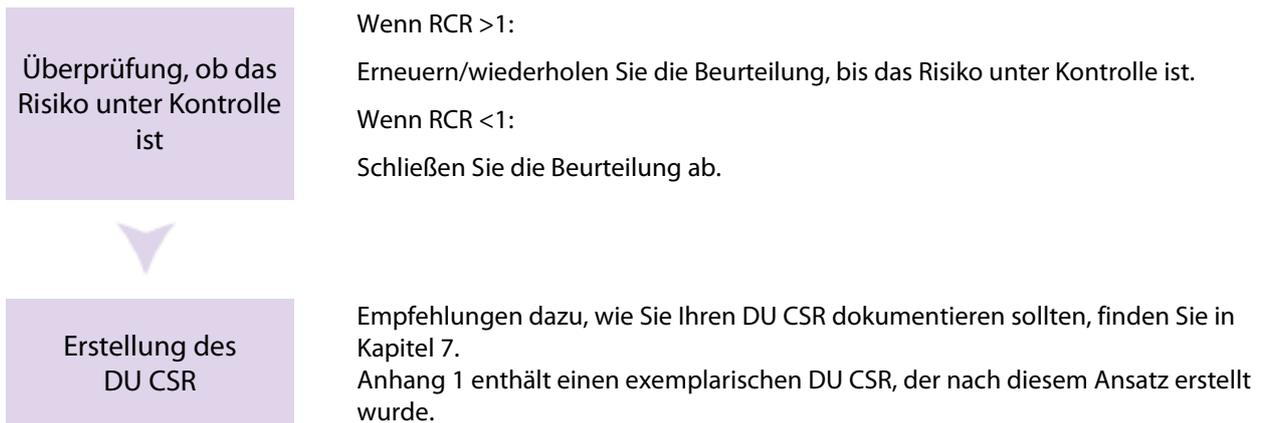 Überprüfung, ob das
Risiko unter Kontrolle
ist
Wenn RCR >1:
Erneuern/wiederholen Sie die Beurteilung, bis das Risiko unter Kontrolle ist.
Wenn RCR <1:
Schließen Sie die Beurteilung ab.
Erstellung des
DU CSR
Empfehlungen dazu, wie Sie Ihren DU CSR dokumentieren sollten, finden Sie in
Kapitel 7.
Anhang 1 enthält einen exemplarischen DU CSR, der nach diesem Ansatz erstellt
wurde.